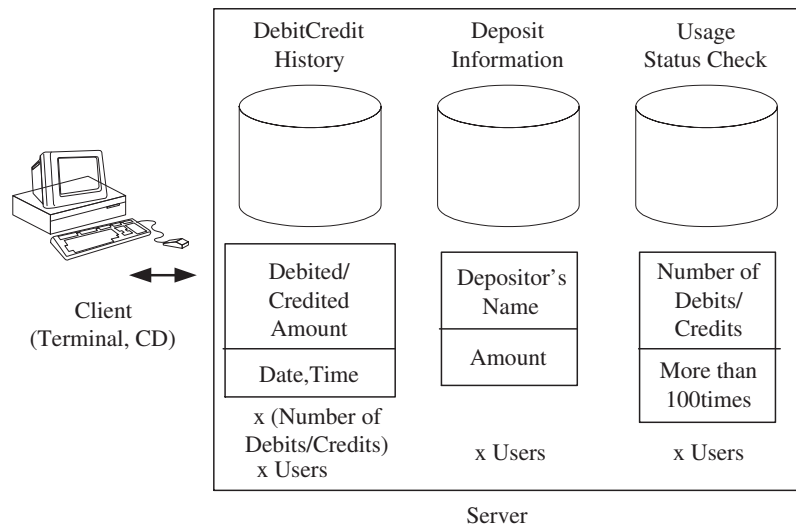 DebitCredit
History
Deposit
Information
Usage
Status Check
Client
(Terminal, CD)
Debited/
Credited
Amount
Date,Time
x (Number of
Debits/Credits)
x Users
Depositor's
Name
Amount
x Users
Number of
Debits/
Credits
More than
100times
x Users
Server